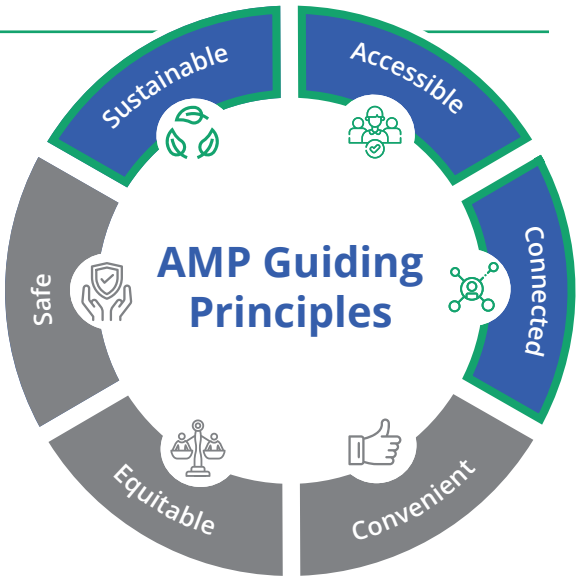 Sustainable
Accessible
Connected
Convenient
Equitable
Safe
AMP Guiding
Principles